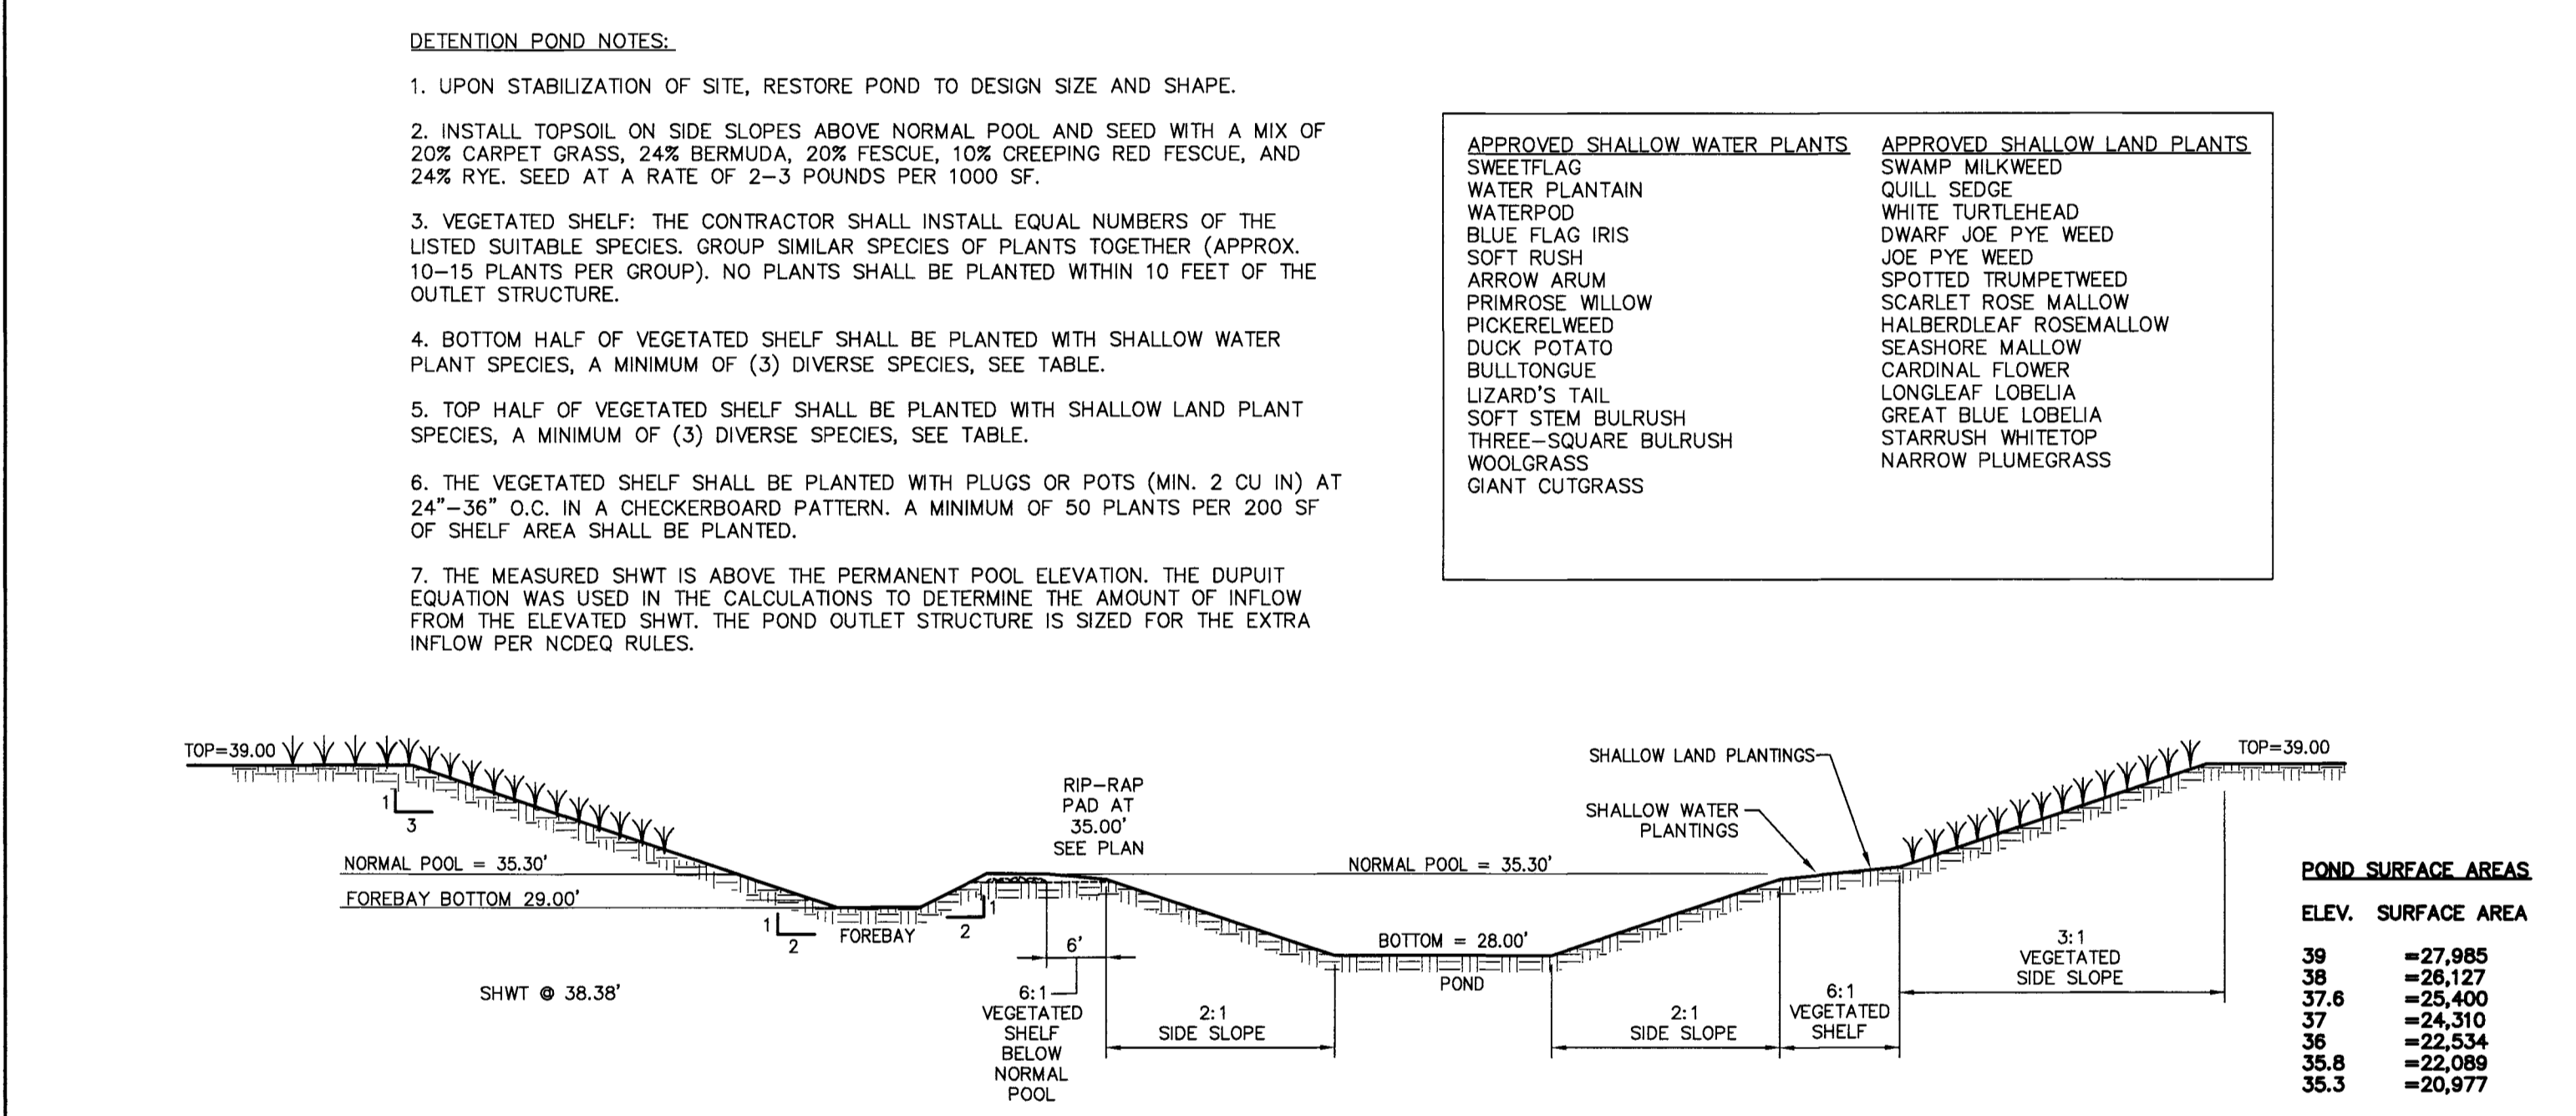 DETENTION POND NOTES:
1. UPON STABILIZATION OF SITE, RESTORE POND TO DESIGN SIZE AND SHAPE.
2. INSTALL TOPSOIL ON SIDE SLOPES ABOVE NORMAL POOL AND SEED WITH A MIX OF
20% CARPET GRASS, 24% BERMUDA, 20% FESCUE, 10% CREEPING RED FESCUE, AND
24% RYE. SEED AT A RATE OF 2-3 POUNDS PER 1000 SF.
3. VEGETATED SHELF: THE CONTRACTOR SHALL INSTALL EQUAL NUMBERS OF THE
LISTED SUITABLE SPECIES. GROUP SIMILAR SPECIES OF PLANTS TOGETHER (APPROX.
10-15 PLANTS PER GROUP). NO PLANTS SHALL BE PLANTED WITHIN 10 FEET OF THE
OUTLET STRUCTURE.
4. BOTTOM HALF OF VEGETATED SHELF SHALL BE PLANTED WITH SHALLOW WATER
PLANT SPECIES, A MINIMUM OF (3) DIVERSE SPECIES, SEE TABLE.
5. TOP HALF OF VEGETATED SHELF SHALL BE PLANTED WITH SHALLOW LAND PLANT
SPECIES, A MINIMUM OF (3) DIVERSE SPECIES, SEE TABLE.
6. THE VEGETATED SHELF SHALL BE PLANTED WITH PLUGS OR POTS (MIN. 2 CU IN) AT
24"-36" O.C. IN A CHECKERBOARD PATTERN. A MINIMUM OF 50 PLANTS PER 200 SF
OF SHELF AREA SHALL BE PLANTED.
7. THE MEASURED SHWT IS ABOVE THE PERMANENT POOL ELEVATION. THE DUPUIT
EQUATION WAS USED IN THE CALCULATIONS TO DETERMINE THE AMOUNT OF INFLOW
FROM THE ELEVATED SHWT. THE POND OUTLET STRUCTURE IS SIZED FOR THE EXTRA
INFLOW PER NCDEQ RULES.
APPROVED SHALLOW WATER PLANTS
SWEETFLAG
WATER PLANTAIN
WATERPOD
BLUE FLAG IRIS
SOFT RUSH
ARROW ARUM
PRIMROSE WILLOW
PICKERELWEED
DUCK POTATO
BULLTONGUE
LIZARD'S TAIL
SOFT STEM BULRUSH
THREE-SQUARE BULRUSH
WOOLGRASS
GIANT CUTGRASS
APPROVED SHALLOW LAND PLANTS
SWAMP MILKWEED
QUILL SEDGE
WHITE TURTLEHEAD
DWARF JOE PYE WEED
JOE PYE WEED
SPOTTED TRUMPETWEED
SCARLET ROSE MALLOW
HALBERDLEAF ROSEMALLOW
SEASHORE MALLOW
CARDINAL FLOWER
LONGLEAF LOBELIA
GREAT BLUE LOBELIA
STARRUSH WHITETOP
NARROW PLUMEGRASS
TOP=39.00
1
3
NORMAL POOL = 35.30'
FOREBAY BOTTOM 29.00'
1
2
FOREBAY
1
2
SHWT @ 38.38'
RIP-RAP
PAD AT
35.00'
SEE PLAN
6'
6:1
VEGETATED
SHELF
BELOW
NORMAL
POOL
2:1
SIDE SLOPE
NORMAL POOL = 35.30'
BOTTOM = 28.00'
POND
SHALLOW LAND PLANTINGS
SHALLOW WATER
PLANTINGS
2:1
SIDE SLOPE
6:1
VEGETATED
SHELF
3:1
VEGETATED
SIDE SLOPE
TOP=39.00
POND SURFACE AREAS
ELEV. SURFACE AREA
39 =27,985
38 =26,127
37.6 =25,400
37 =24,310
36 =22,534
35.8 =22,089
35.3 =20,977